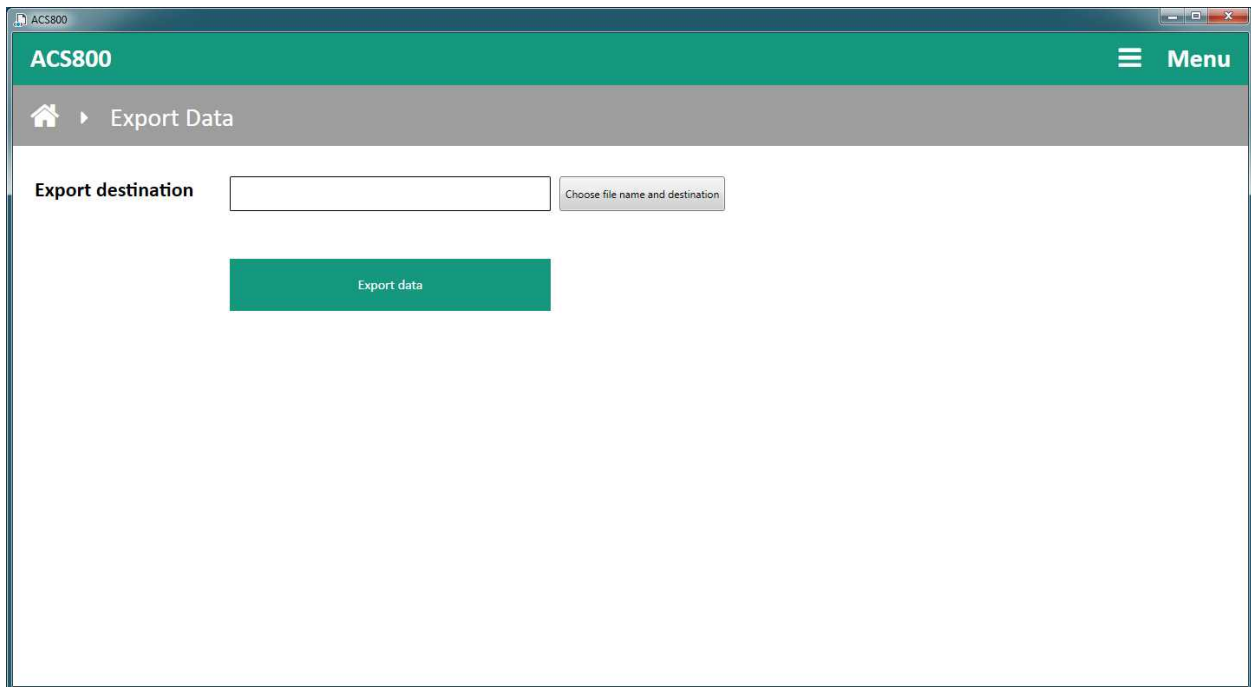 ACS800
ACS800
Menu
Export Data
Export destination
Choose file name and destination
Export data